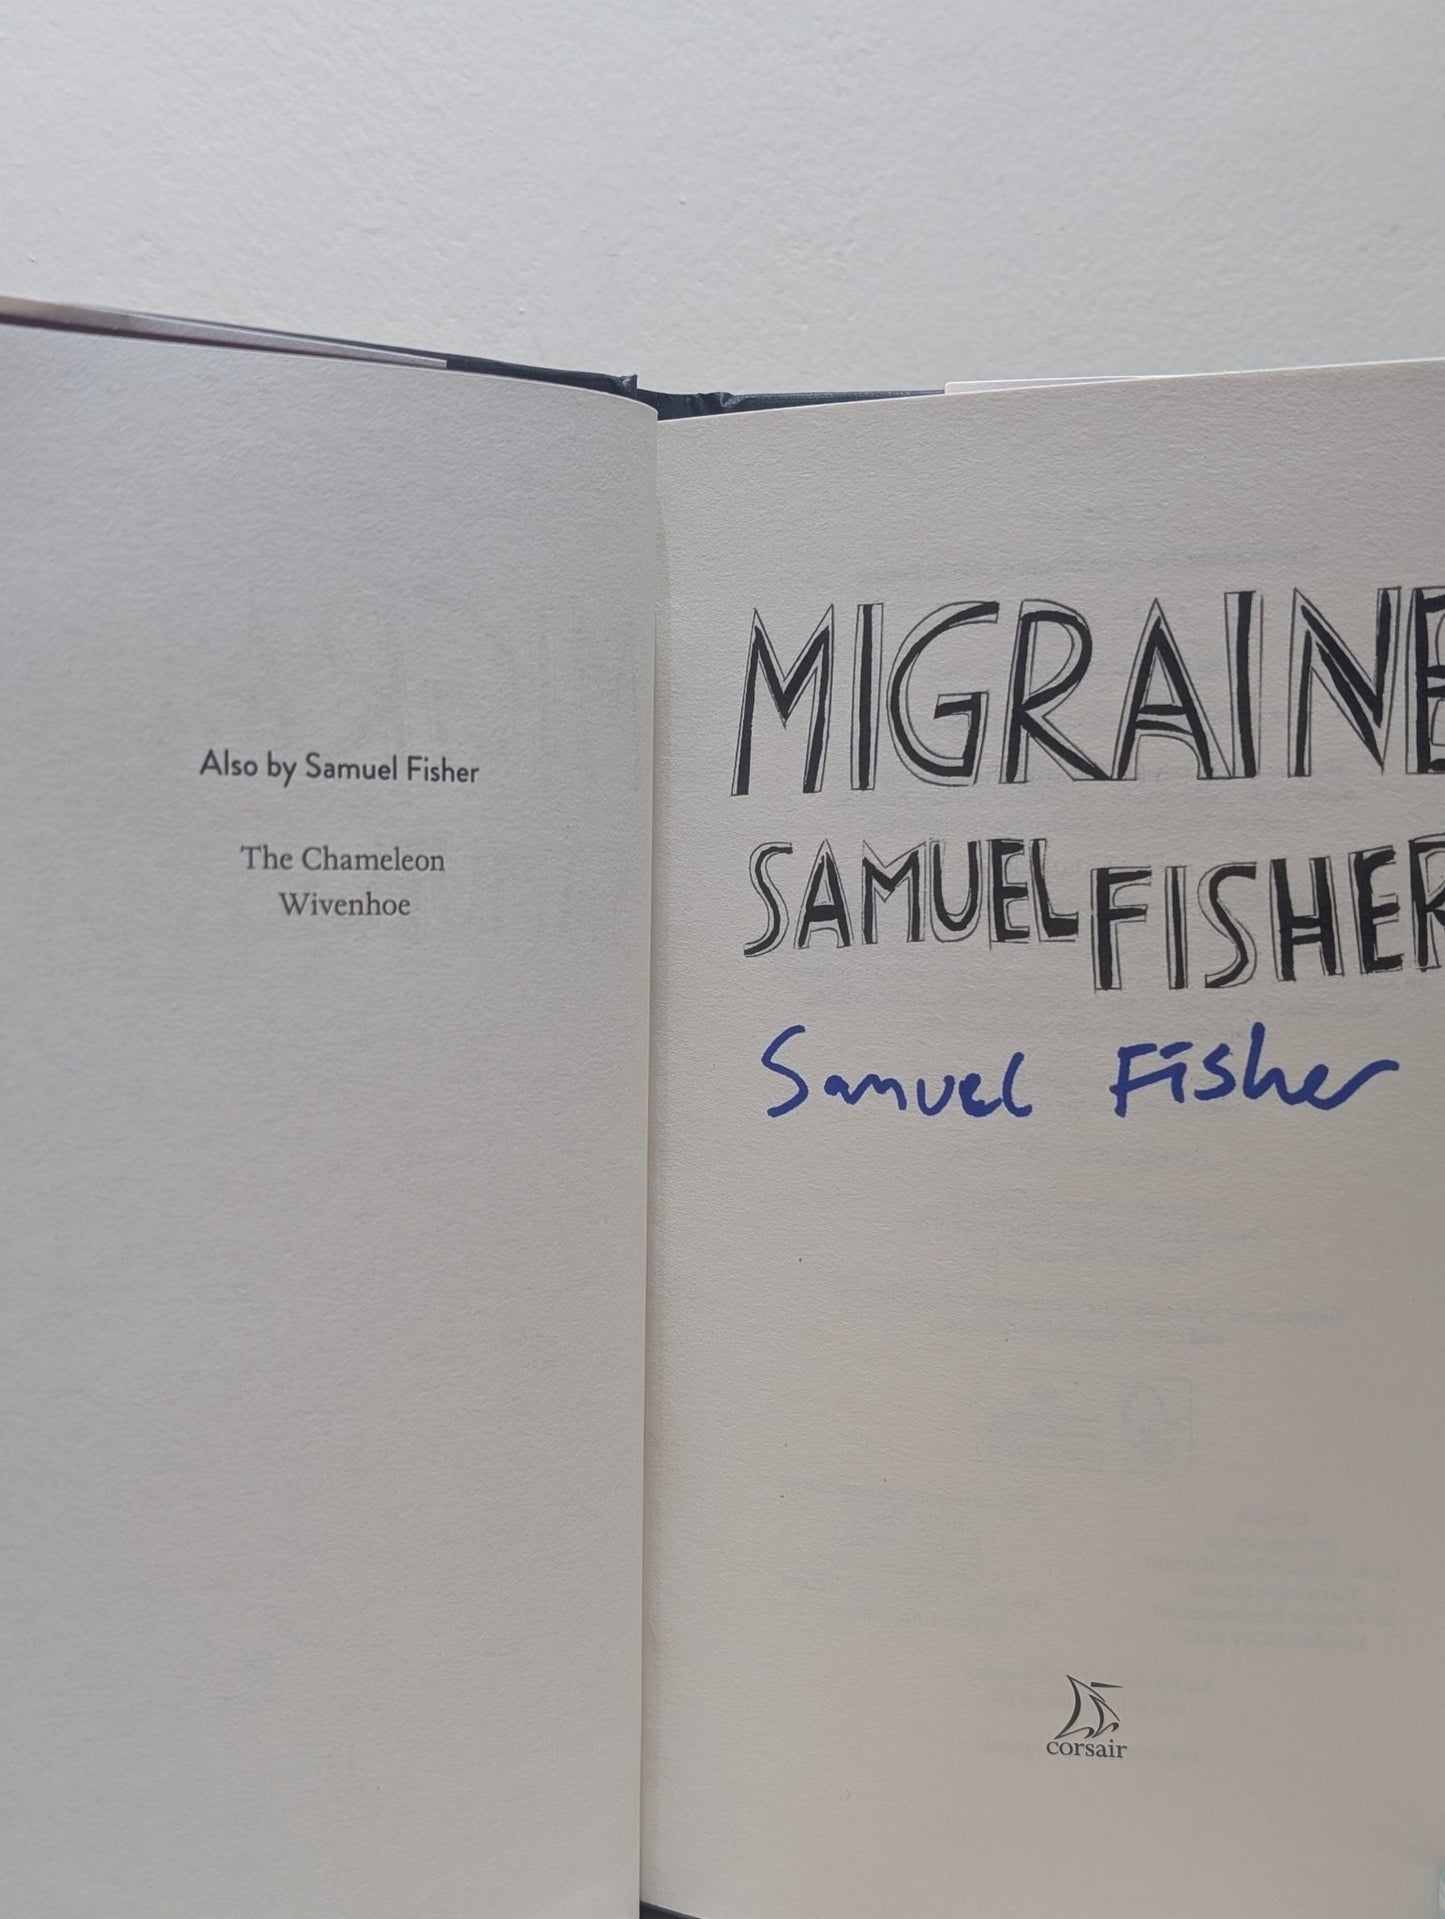 Also by Samuel Fisher
The Chameleon
Wivenhoe
MIGRAINE
SAMUEL FISHER
Samuel Fisher
corsair